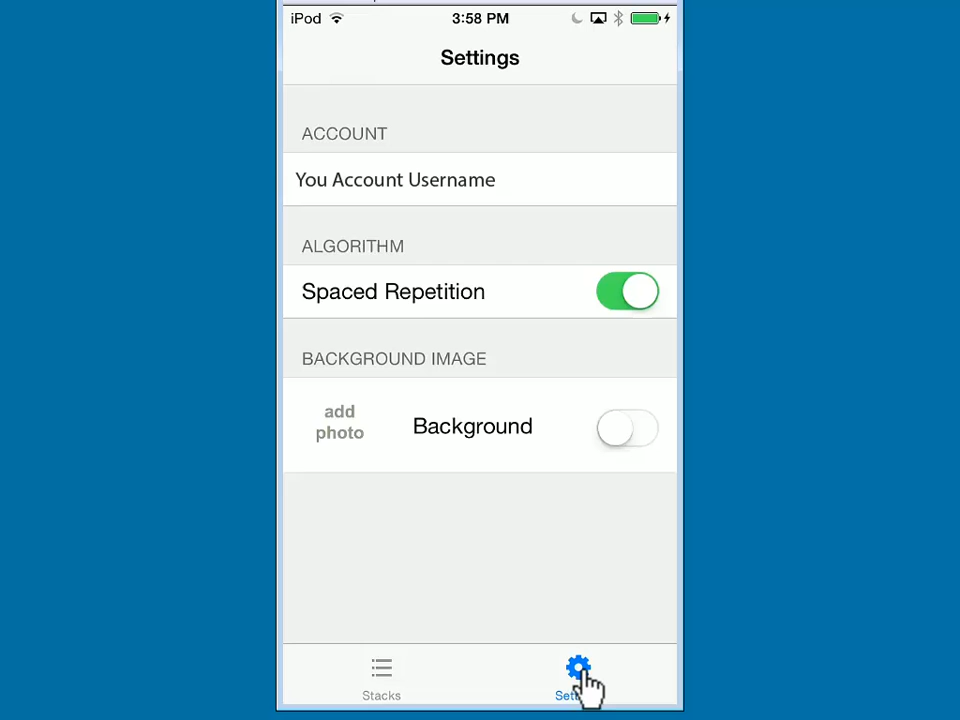 iPod 3:58 PM
Settings
ACCOUNT
You Account Username
ALGORITHM
Spaced Repetition
BACKGROUND IMAGE
add
photo
Background
Stacks